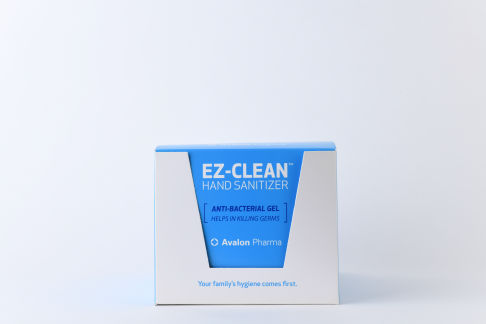 EZ-CLEAN™
HAND SANITIZER
ANTI-BACTERIAL GEL
HELPS IN KILLING GERMS
Avalon Pharma
Your family's hygiene comes first.